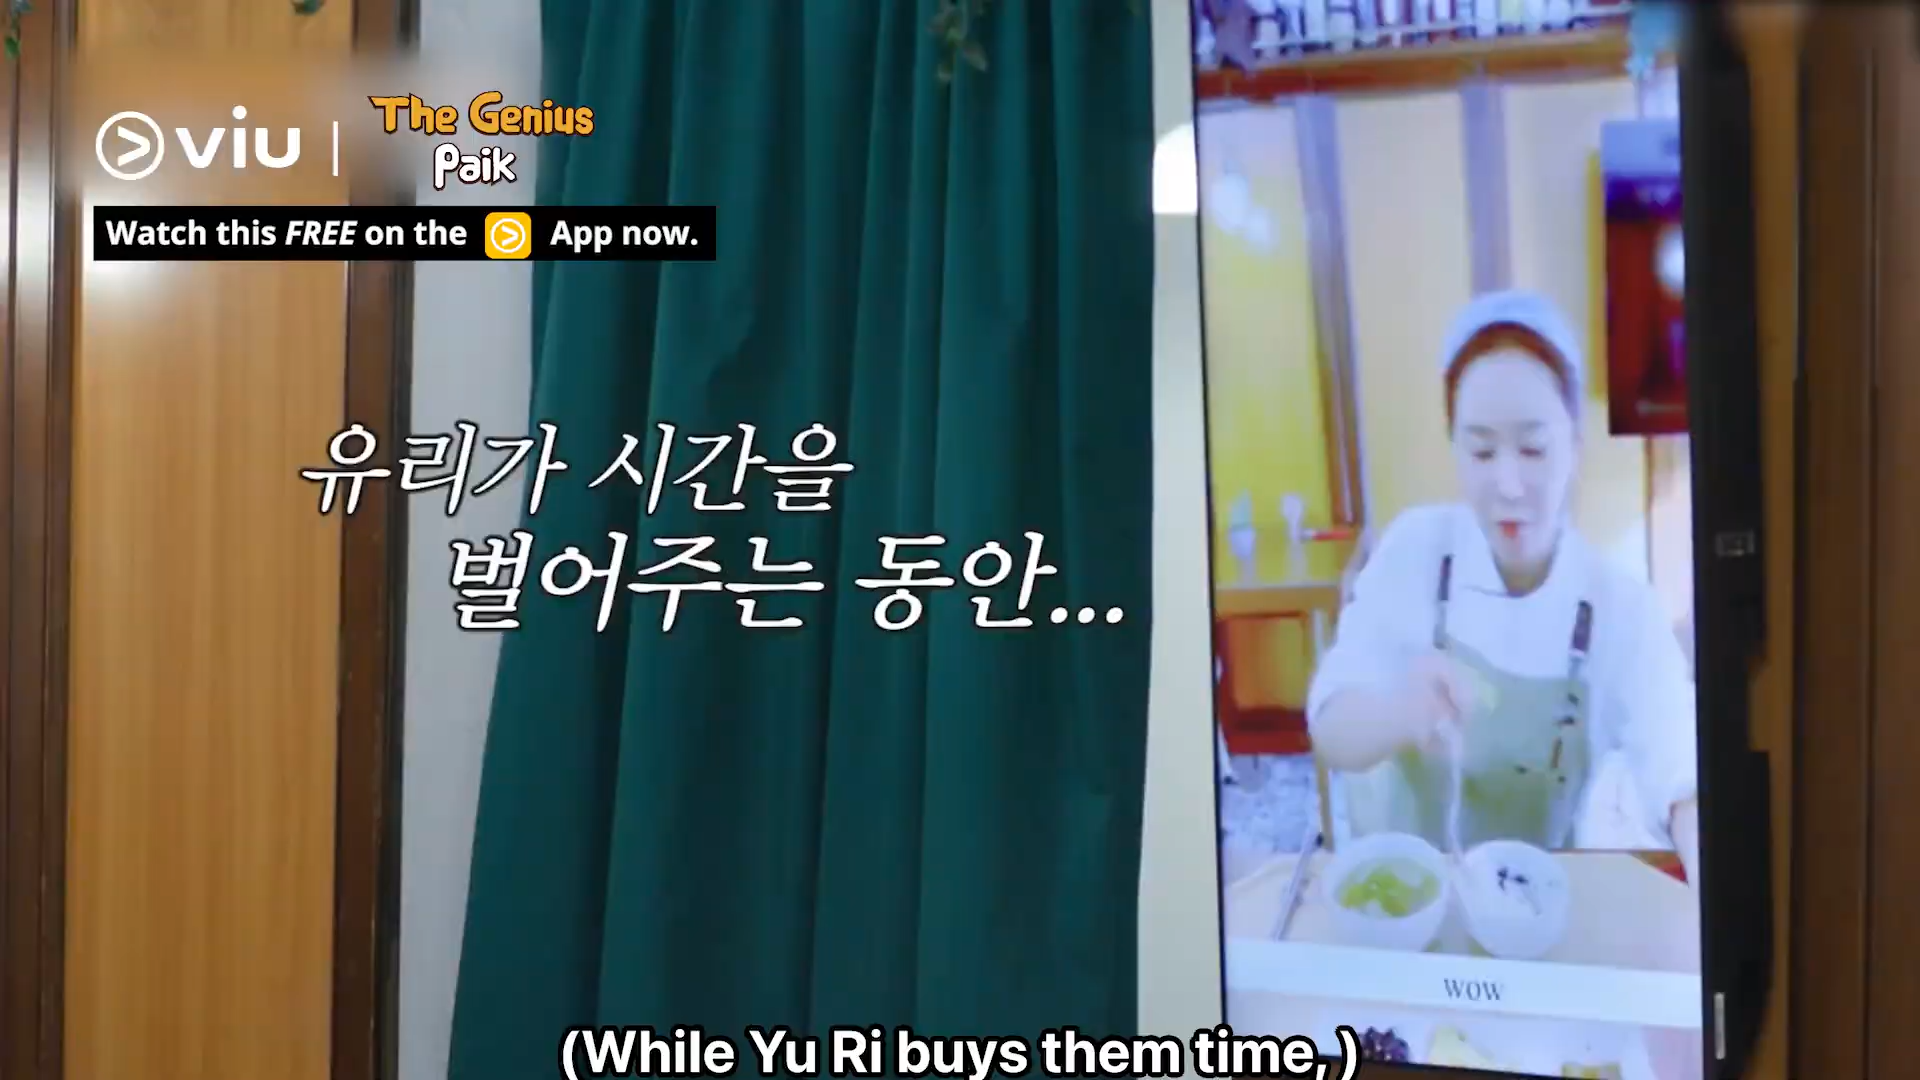 viu | The Genius
Paik
Watch this FREE on the App now.
유리가 시간을
벌어주는 동안...
WOW
(While Yu Ri buys them time, )